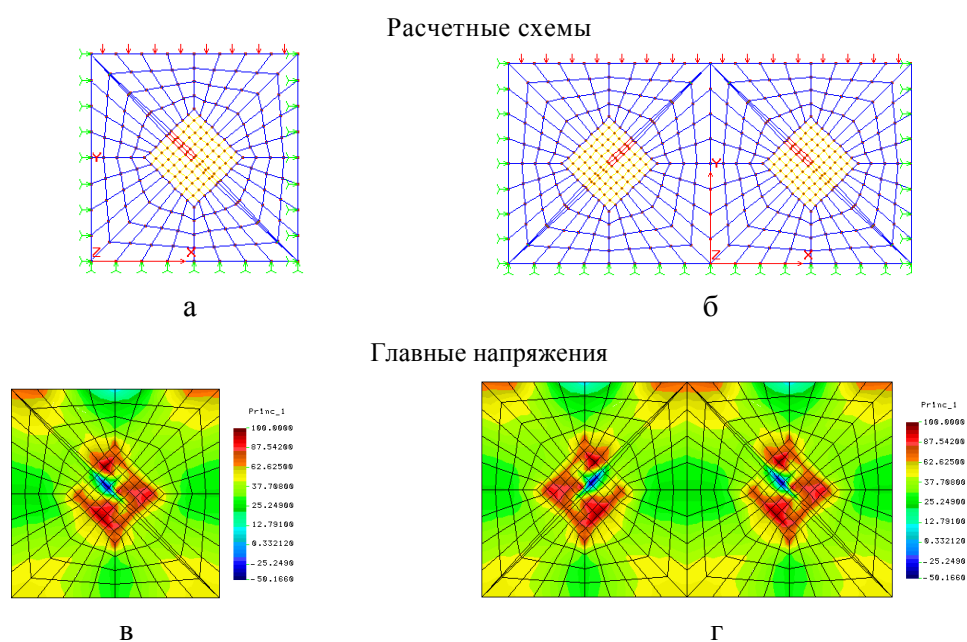 Расчетные схемы
Y
Z
X
Y
Z
X
а
б
Главные напряжения
Princ_1
100.0000
87.54200
62.62500
37.70800
25.24900
12.79100
0.332120
-25.2490
-50.1660
Princ_1
100.0000
87.54200
62.62500
37.70800
25.24900
12.79100
0.332120
-25.2490
-50.1660
в
г